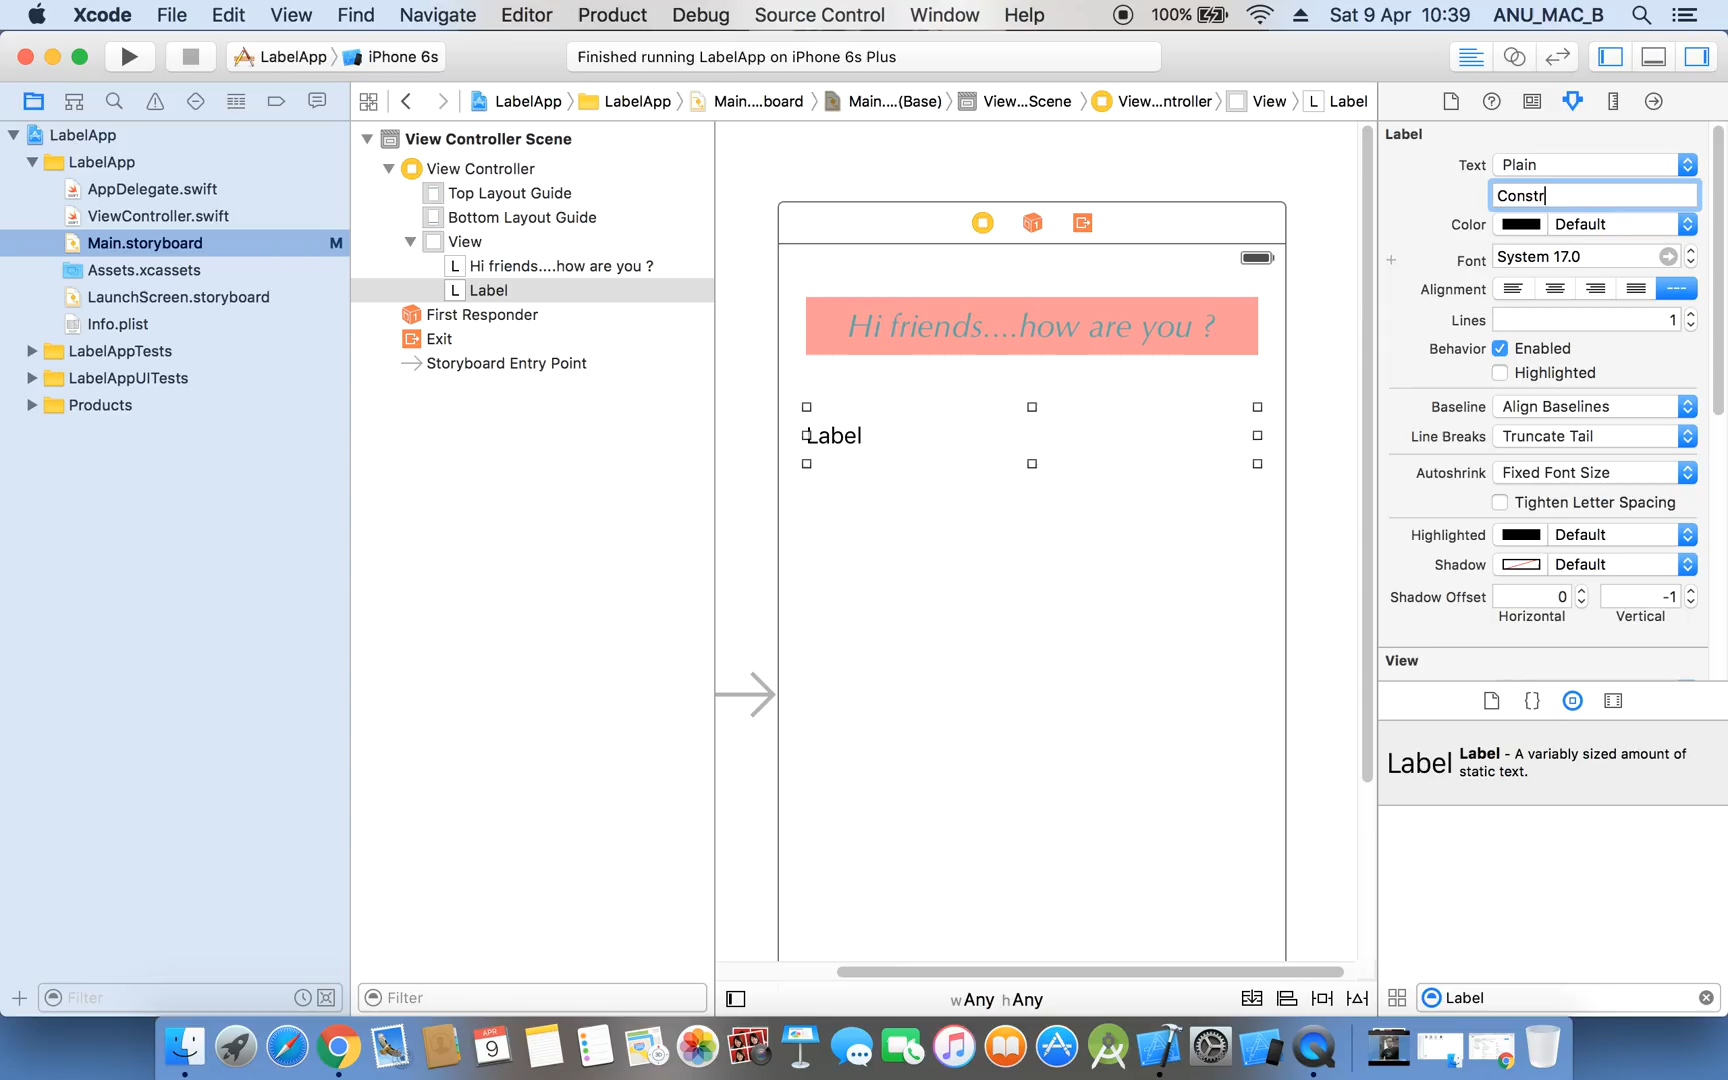 Xcode File Edit View Find Navigate Editor Product Debug Source Control Window Help 100% Sat 9 Apr 10:39 ANU_MAC_B
LabelApp iPhone 6s Finished running LabelApp on iPhone 6s Plus
LabelApp LabelApp Main....board Main....(Base) View...Scene View...ntroller View L Label
LabelApp
LabelApp
AppDelegate.swift
ViewController.swift
Main.storyboard M
Assets.xcassets
LaunchScreen.storyboard
Info.plist
LabelAppTests
LabelAppUITests
Products
Filter
View Controller Scene
View Controller
Top Layout Guide
Bottom Layout Guide
View
L Hi friends....how are you ?
L Label
First Responder
Exit
Storyboard Entry Point
Filter
Hi friends....how are you ?
Label
wAny hAny
Label
Text Plain
Constr
Color Default
Font System 17.0
Alignment
Lines 1
Behavior Enabled
Highlighted
Baseline Align Baselines
Line Breaks Truncate Tail
Autoshrink Fixed Font Size
Tighten Letter Spacing
Highlighted Default
Shadow Default
Shadow Offset 0 -1
Horizontal Vertical
View
Label Label - A variably sized amount of
static text.
Label
APR
9